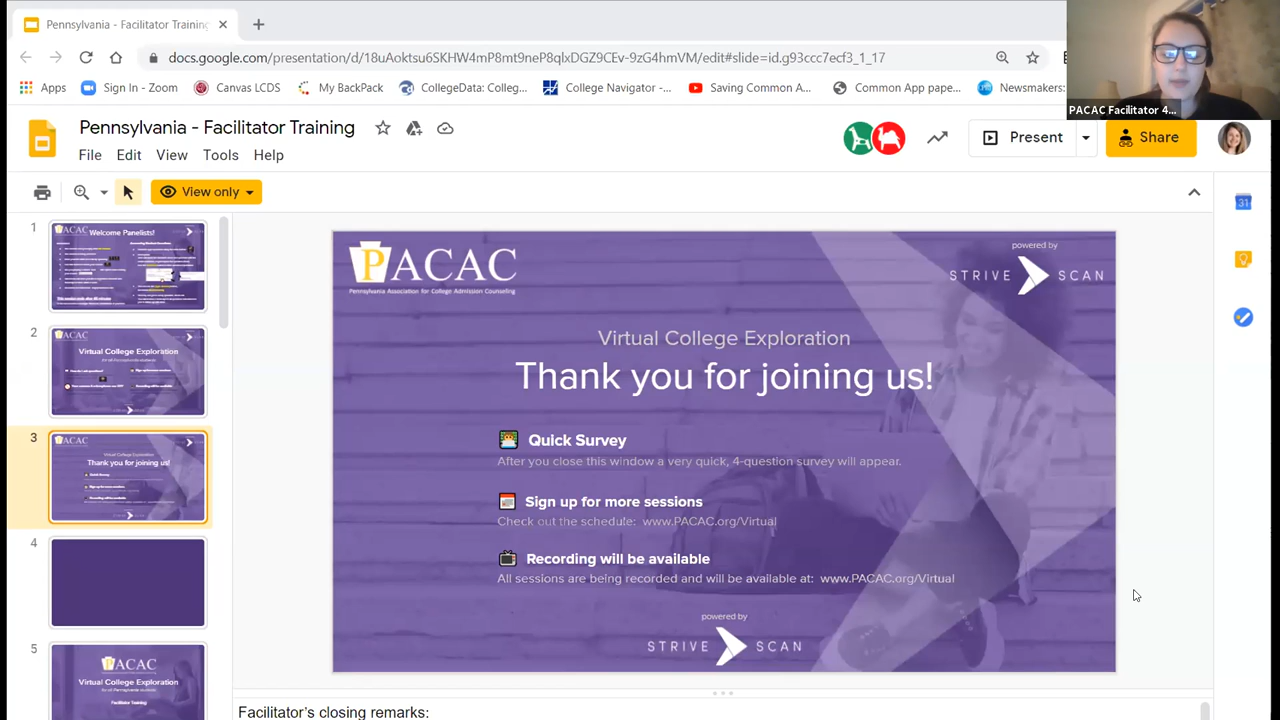 Pennsylvania - Facilitator Training
docs.google.com/presentation/d/18uAoktsu6SKHW4mP8mt9neP8qlxDGZ9CEv-9zG4hmVM/edit#slide=id.g93ccc7ecf3_1_17
Apps
Sign In - Zoom
Canvas LCDS
My BackPack
CollegeData: Colleg...
College Navigator -...
Saving Common A...
Common App pape...
Newsmakers:
PACAC Facilitator 4...
Pennsylvania - Facilitator Training
Present
Share
File Edit View Tools Help
View only
31
1
PACAC
Welcome Panelists!
2
PACAC
Virtual College Exploration
3
PACAC
Virtual College Exploration
Thank you for joining us!
4
5
PACAC
Virtual College Exploration
Facilitator Training
PACAC
Pennsylvania Association for College Admission Counseling
powered by
STRIVE SCAN
Virtual College Exploration
Thank you for joining us!
Quick Survey
After you close this window a very quick, 4-question survey will appear.
Sign up for more sessions
Check out the schedule: www.PACAC.org/Virtual
Recording will be available
All sessions are being recorded and will be available at: www.PACAC.org/Virtual
powered by
STRIVE SCAN
Facilitator's closing remarks: